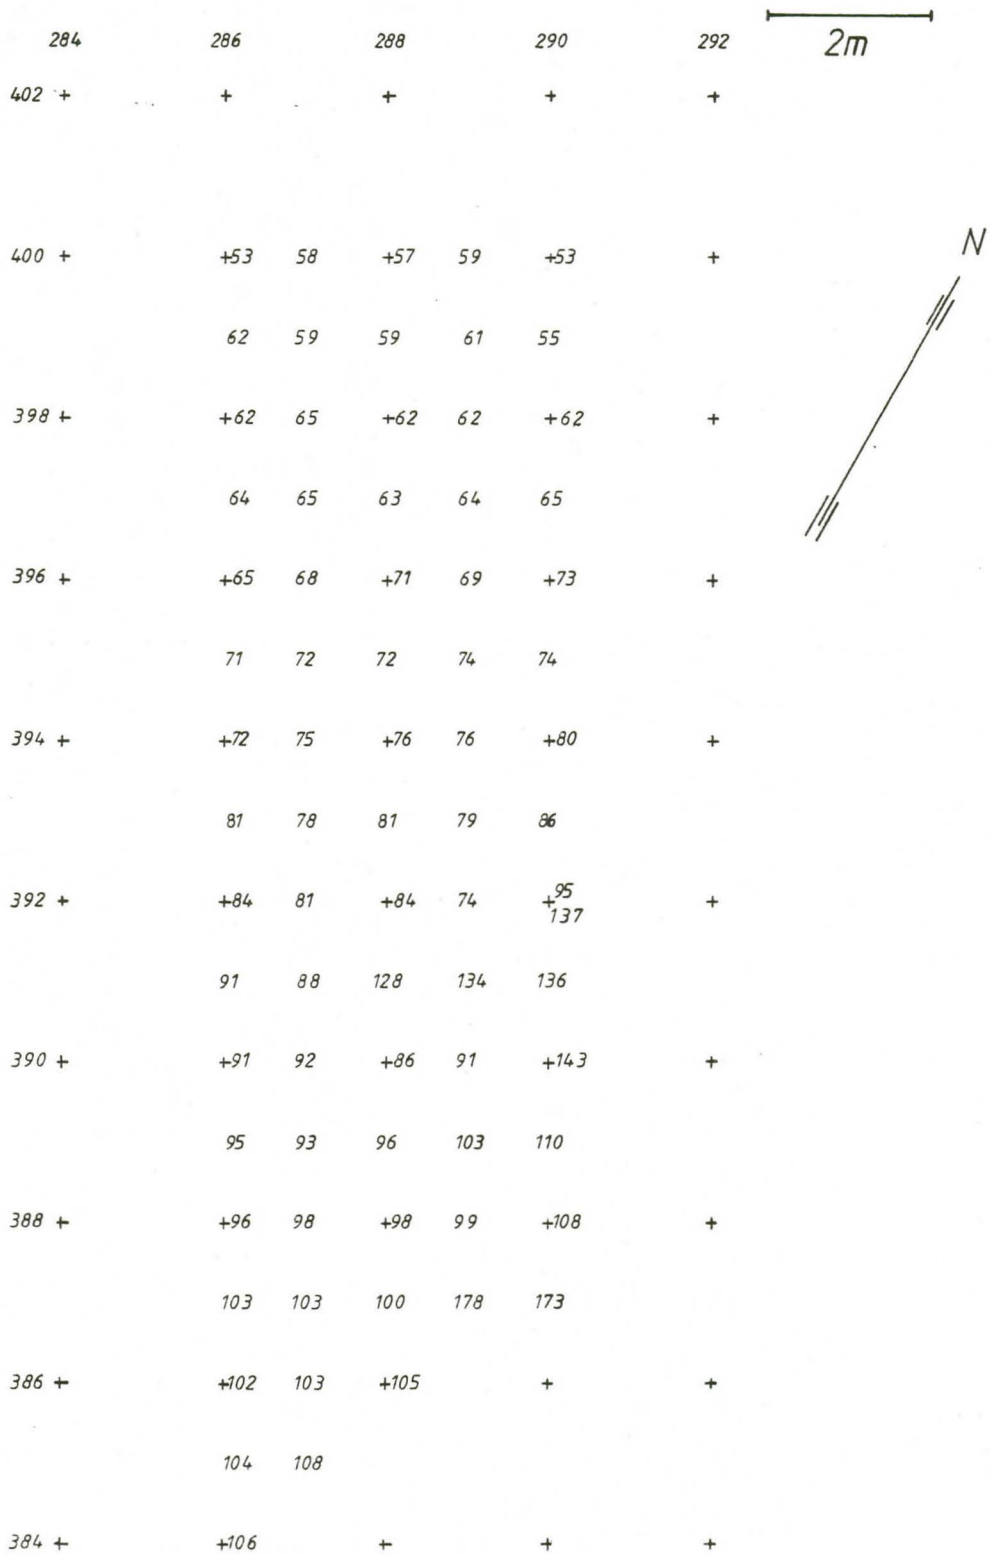 284 286 288 290 292 2m
402 + + + + +
N
400 + +53 58 +57 59 +53 +
62 59 59 61 55
398 + +62 65 +62 62 +62 +
64 65 63 64 65
396 + +65 68 +71 69 +73 +
71 72 72 74 74
394 + +72 75 +76 76 +80 +
81 78 81 79 86
392 + +84 81 +84 74 +95 +
137
91 88 128 134 136
390 + +91 92 +86 91 +143 +
95 93 96 103 110
388 + +96 98 +98 99 +108 +
103 103 100 178 173
386 + +102 103 +105 + +
104 108
384 + +106 + + +